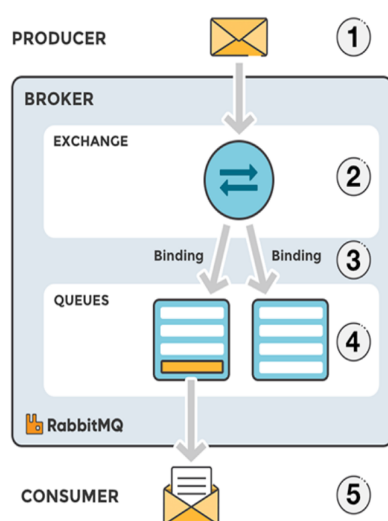 PRODUCER
1
BROKER
EXCHANGE
2
Binding Binding 3
QUEUES
4
RabbitMQ
CONSUMER
5